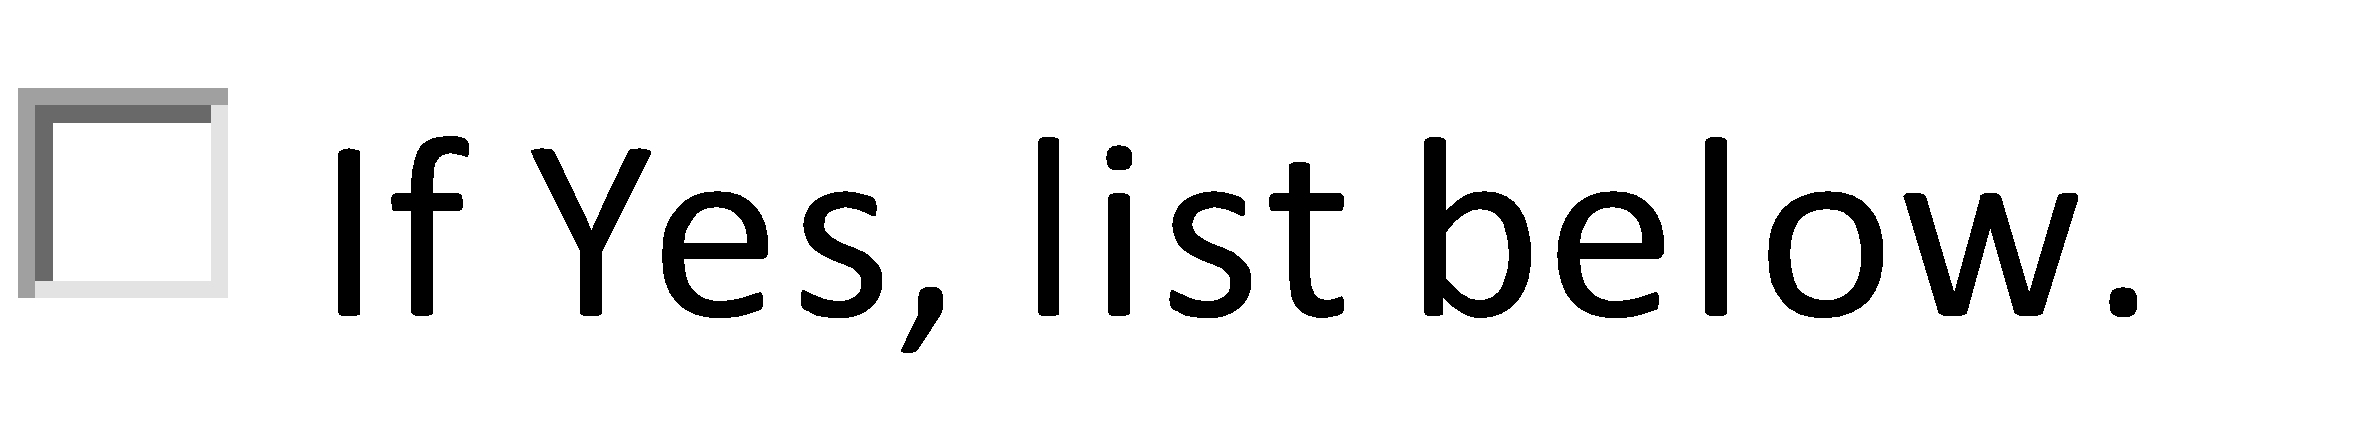 If Yes, list below.